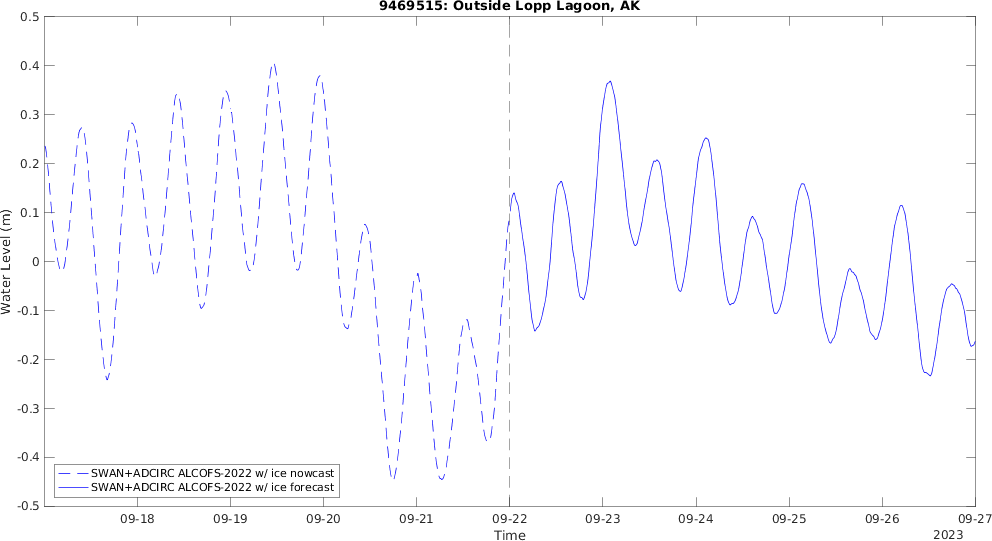 9469515: Outside Lopp Lagoon, AK
0.5
0.4
0.3
0.2
0.1
0
-0.1
-0.2
-0.3
-0.4
-0.5
Water Level (m)
SWAN+ADCIRC ALCOFS-2022 w/ ice nowcast
SWAN+ADCIRC ALCOFS-2022 w/ ice forecast
09-18 09-19 09-20 09-21 09-22 09-23 09-24 09-25 09-26 09-27
Time
2023